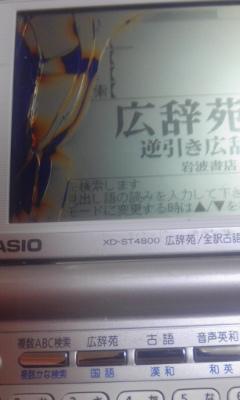 広辞苑
逆引き広辞
岩波書店
検索します
出し語の読みを入力して下さ
モードに変更する時は▲/▼を
ASIO
XD-ST4800 広辞苑/全訳古語
複数ABC検索 広辞苑 古語 音声英和
複数かな検索 国語 漢和 和英